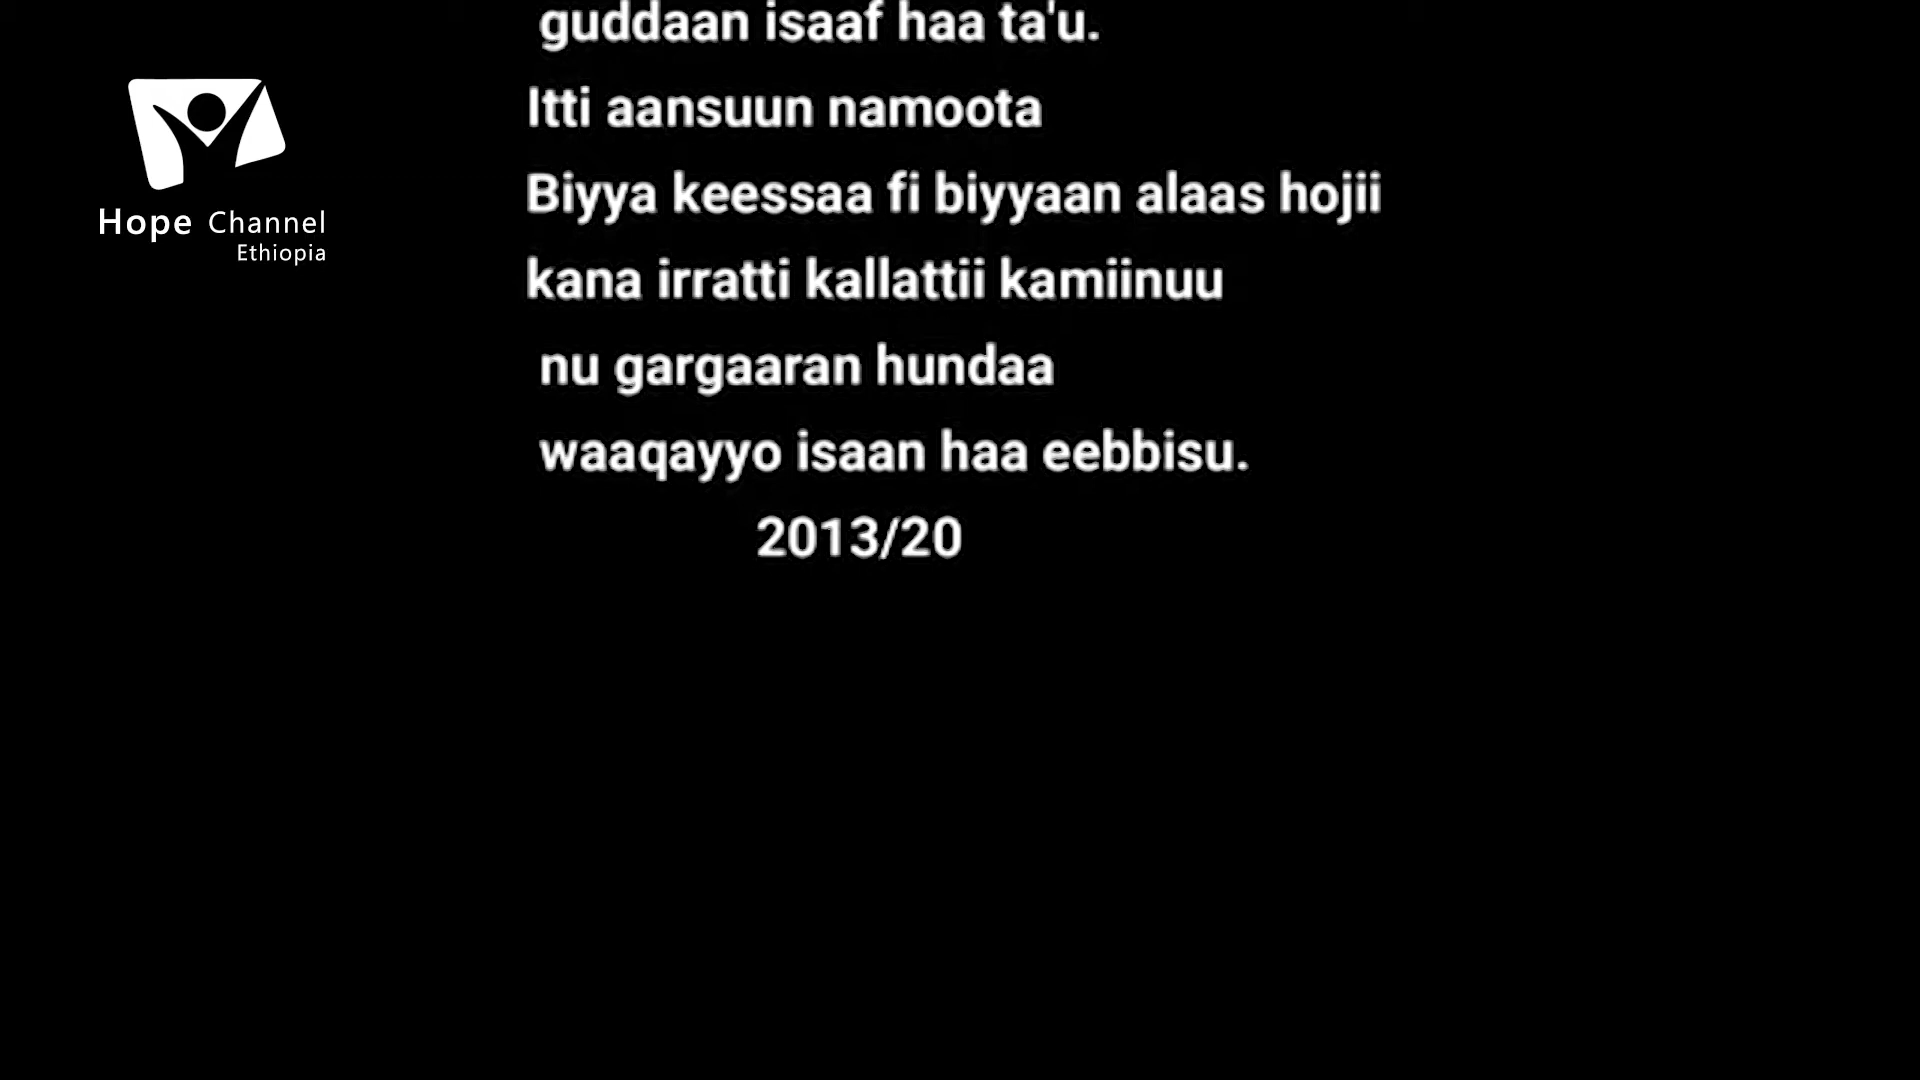 guddaan isaaf haa ta'u.
Itti aansuun namoota
Biyya keessaa fi biyyaan alaas hojii
kana irratti kallattii kamiinuu
nu gargaaran hundaa
waaqayyo isaan haa eebbisu.
2013/20
Hope Channel
Ethiopia